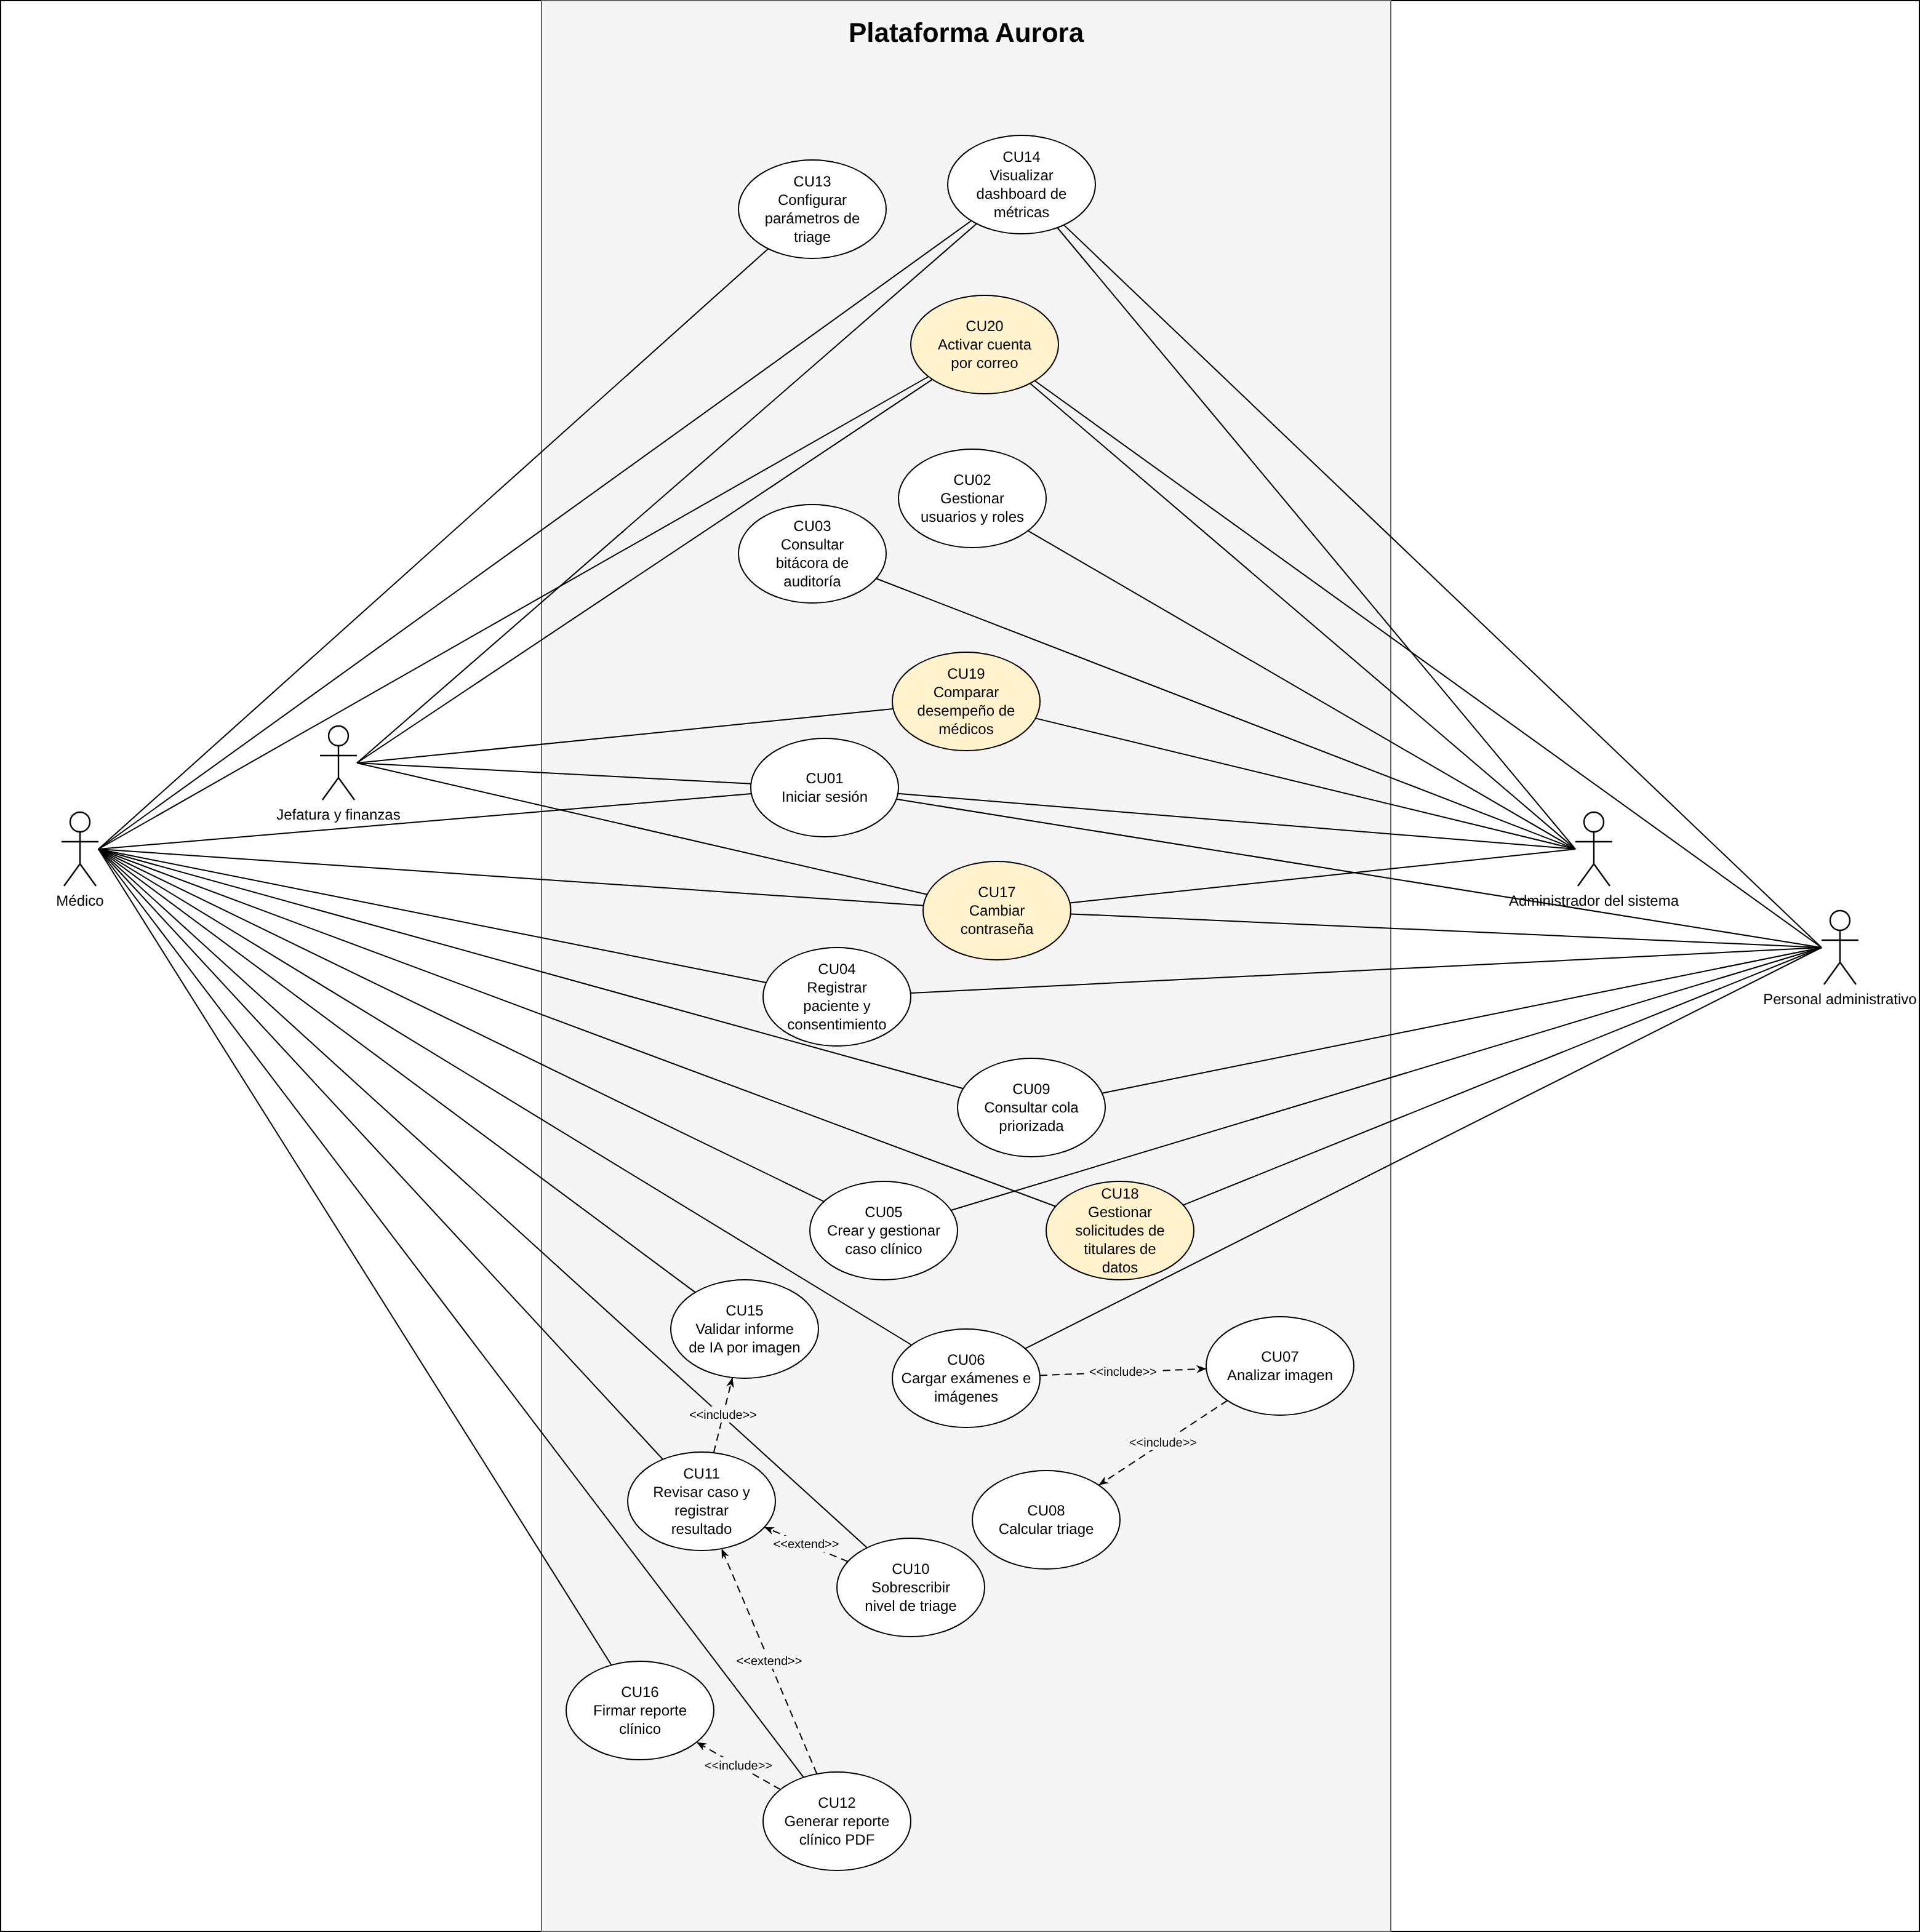 Plataforma Aurora
CU14
Visualizar
dashboard de
métricas
CU13
Configurar
parámetros de
triage
CU20
Activar cuenta
por correo
CU02
Gestionar
usuarios y roles
CU03
Consultar
bitácora de
auditoría
CU19
Comparar
desempeño de
médicos
CU01
Iniciar sesión
Jefatura y finanzas
Médico
Administrador del sistema
CU17
Cambiar
contraseña
Personal administrativo
CU04
Registrar
paciente y
consentimiento
CU09
Consultar cola
priorizada
CU05
Crear y gestionar
caso clínico
CU18
Gestionar
solicitudes de
titulares de
datos
CU15
Validar informe
de IA por imagen
CU06
Cargar exámenes e
imágenes
<<include>>
CU07
Analizar imagen
<<include>>
<<include>>
CU11
Revisar caso y
registrar
resultado
CU08
Calcular triage
<<extend>>
CU10
Sobrescribir
nivel de triage
<<extend>>
CU16
Firmar reporte
clínico
<<include>>
CU12
Generar reporte
clínico PDF